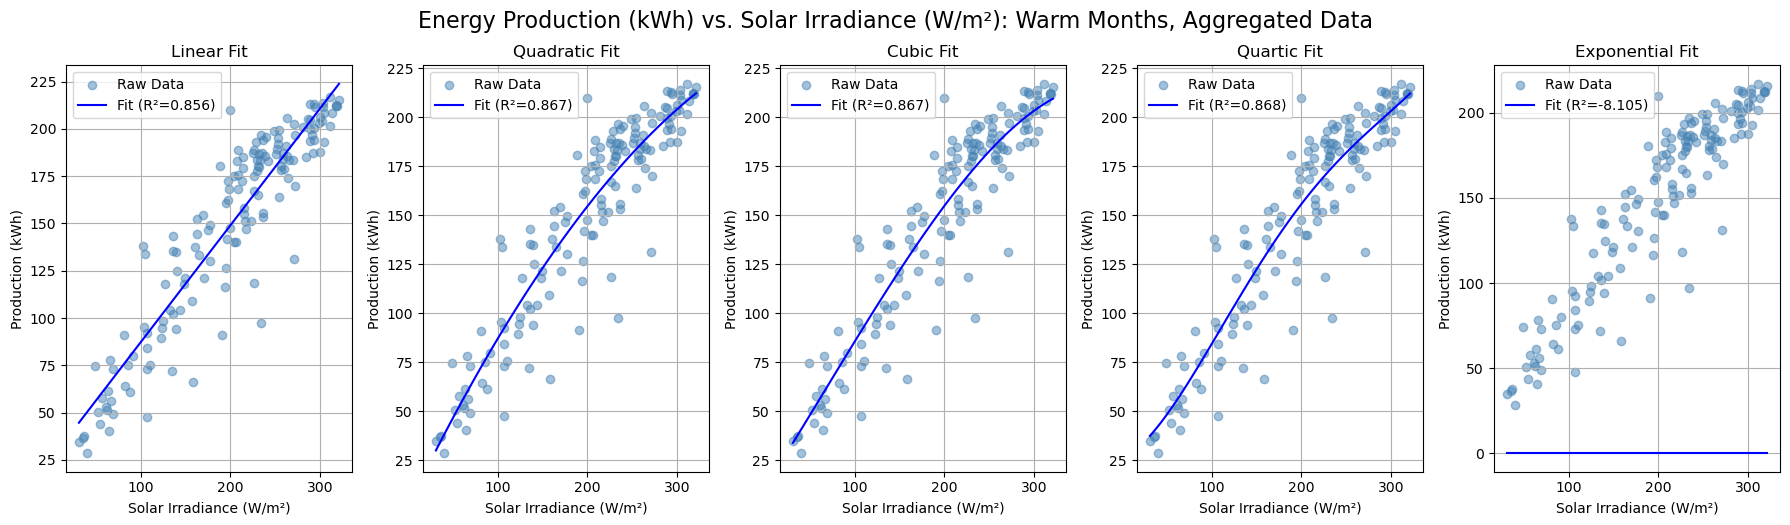 Energy Production (kWh) vs. Solar Irradiance (W/m²): Warm Months, Aggregated Data
Linear Fit
Raw Data
Fit (R²=0.856)
225
200
175
150
125
100
75
50
25
Production (kWh)
100 200 300
Solar Irradiance (W/m²)
Quadratic Fit
Raw Data
Fit (R²=0.867)
225
200
175
150
125
100
75
50
25
Production (kWh)
100 200 300
Solar Irradiance (W/m²)
Cubic Fit
Raw Data
Fit (R²=0.867)
225
200
175
150
125
100
75
50
25
Production (kWh)
100 200 300
Solar Irradiance (W/m²)
Quartic Fit
Raw Data
Fit (R²=0.868)
225
200
175
150
125
100
75
50
25
Production (kWh)
100 200 300
Solar Irradiance (W/m²)
Exponential Fit
Raw Data
Fit (R²=-8.105)
200
150
100
50
0
Production (kWh)
100 200 300
Solar Irradiance (W/m²)